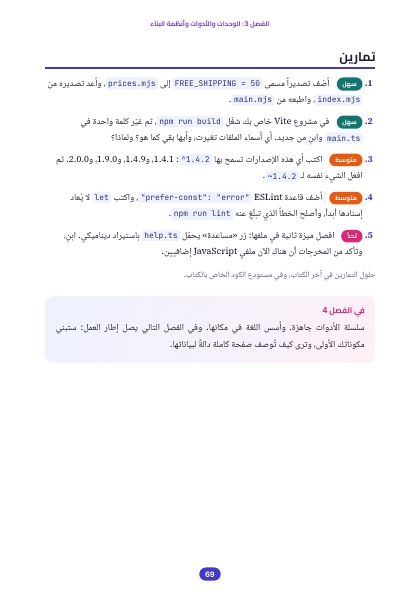 الفصل 3: الوحدات والأدوات وأنظمة البناء
تمارين
1. سهل أضف تصديراً مسمى FREE_SHIPPING = 50 إلى prices.mjs، وأعد تصديره من
index.mjs، واطبعه من main.mjs.
2. سهل في مشروع Vite خاص بك شغّل npm run build، ثم غيّر كلمة واحدة في
main.ts وابنِ من جديد. أي أسماء الملفات تغيرت، وأيها بقي كما هو؟ ولماذا؟
3. متوسط اكتب أي هذه الإصدارات تسمح بها ^1.4.2: 1.4.1، 1.4.9، 1.9.0، 2.0.0. ثم
افعل الشيء نفسه لـ ~1.4.2.
4. متوسط أضف قاعدة ESLint "prefer-const": "error"، واكتب let لا يُعاد
إسنادها أبداً، وأصلح الخطأ الذي تبلّغ عنه npm run lint.
5. تحدٍّ افصل ميزة ثانية في ملفها: زر «مساعدة» يحمّل help.ts باستيراد ديناميكي. ابنِ،
وتأكد من المخرجات أن هناك الآن ملفي JavaScript إضافيين.
حلول التمارين في آخر الكتاب، وفي مستودع الكود الخاص بالكتاب.
في الفصل 4
سلسلة الأدوات جاهزة، وأسس اللغة في مكانها. وفي الفصل التالي يصل إطار العمل: ستبني
مكوناتك الأولى، وترى كيف تُوصف صفحة كاملة دالةً لبياناتها.
69